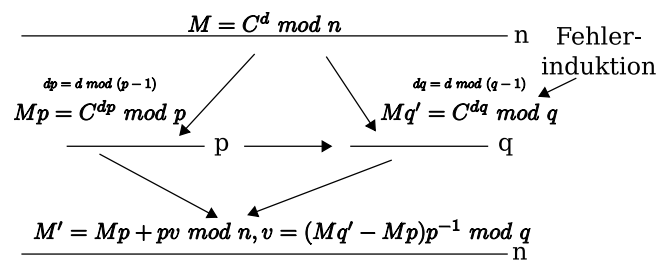 M = C^d mod n
n
Fehler-
induktion
dp = d mod (p − 1)
dq = d mod (q − 1)
Mp = C^{dp} mod p
Mq′ = C^{dq} mod q
p
q
M′ = Mp + pv mod n, v = (Mq′ − Mp)p^{−1} mod q
n